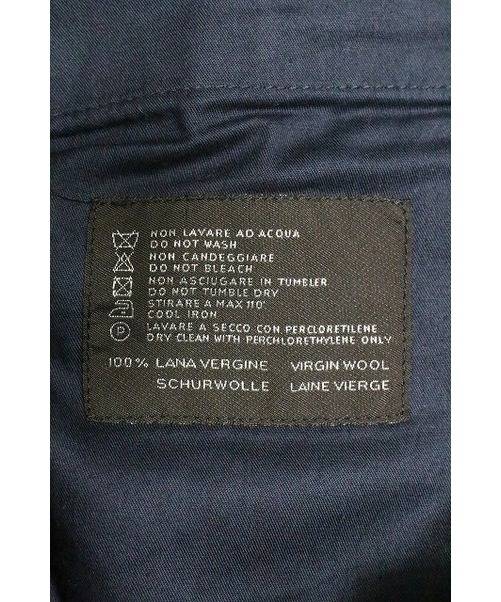 NON LAVARE AD ACQUA
DO NOT WASH
NON CANDEGGIARE
DO NOT BLEACH
NON ASCIUGARE IN TUMBLER
DO NOT TUMBLE DRY
STIRARE A MAX 110°
COOL IRON
P LAVARE A SECCO CON PERCLORETILENE
DRY CLEAN WITH PERCHLORETHYLENE ONLY
100% LANA VERGINE VIRGIN WOOL
SCHURWOLLE LAINE VIERGE